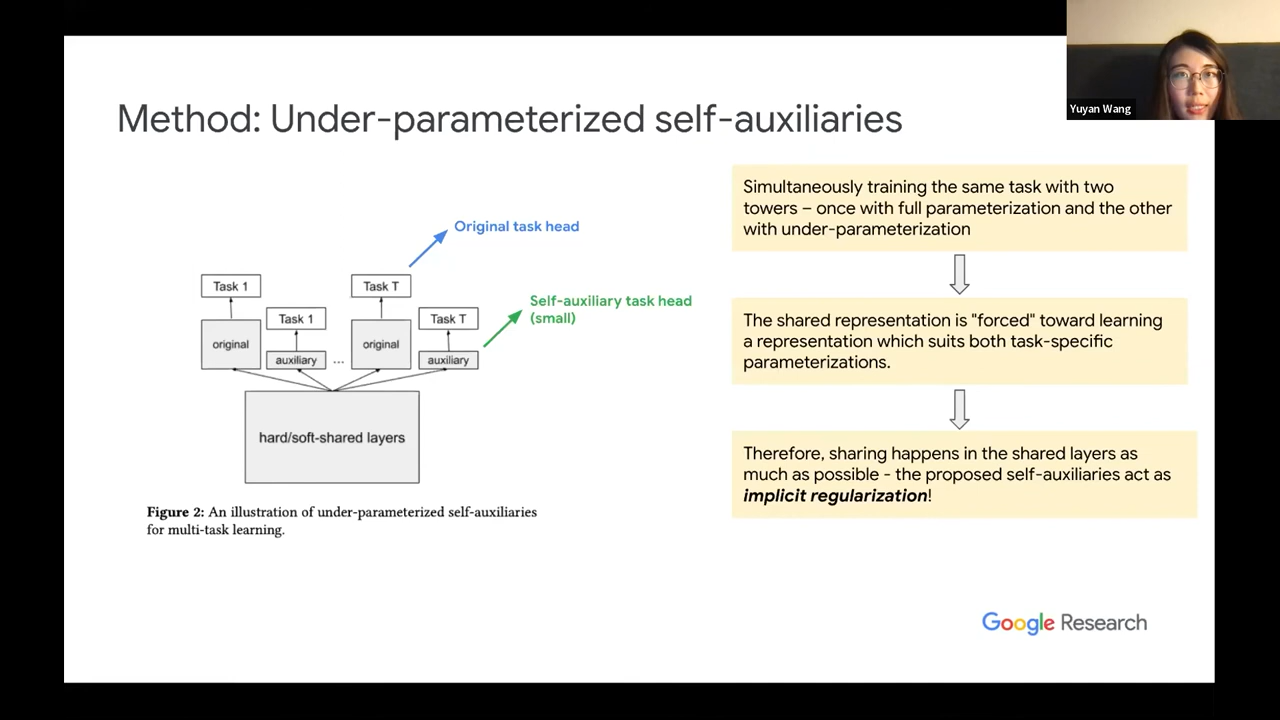 Yuyan Wang
Method: Under-parameterized self-auxiliaries
Original task head
Self-auxiliary task head
(small)
Task 1
Task T
Task 1
Task T
original
original
auxiliary
...
auxiliary
hard/soft-shared layers
Figure 2: An illustration of under-parameterized self-auxiliaries
for multi-task learning.
Simultaneously training the same task with two
towers – once with full parameterization and the other
with under-parameterization
The shared representation is "forced" toward learning
a representation which suits both task-specific
parameterizations.
Therefore, sharing happens in the shared layers as
much as possible - the proposed self-auxiliaries act as
implicit regularization!
Google Research